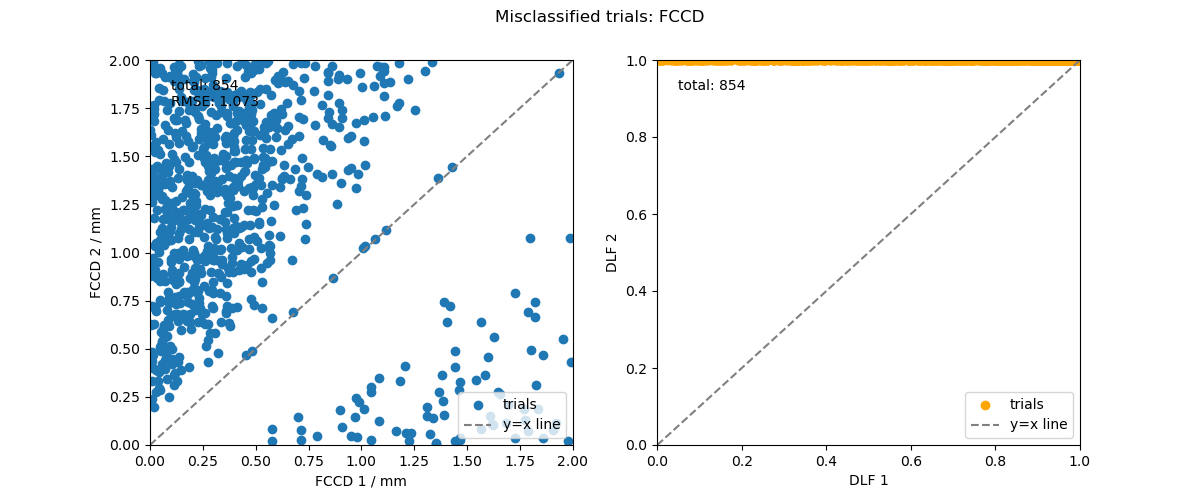 Misclassified trials: FCCD
2.00
1.75
1.50
1.25
1.00
0.75
0.50
0.25
0.00
FCCD 2 / mm
total: 854
RMSE: 1.073
trials
y=x line
0.00 0.25 0.50 0.75 1.00 1.25 1.50 1.75 2.00
FCCD 1 / mm
1.0
0.8
0.6
0.4
0.2
0.0
DLF 2
total: 854
trials
y=x line
0.0 0.2 0.4 0.6 0.8 1.0
DLF 1